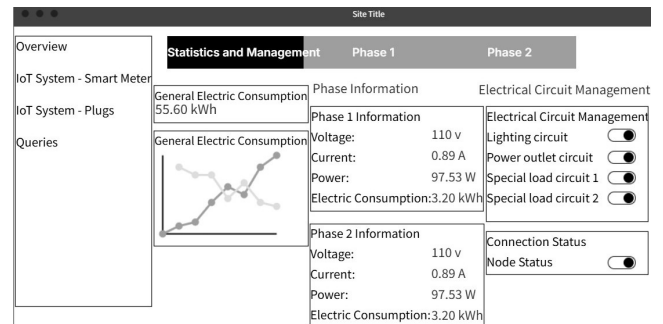 Site Title
Overview
IoT System - Smart Meter
IoT System - Plugs
Queries
Statistics and Management
Phase 1
Phase 2
General Electric Consumption
55.60 kWh
General Electric Consumption
Phase Information
Phase 1 Information
Voltage: 110 v
Current: 0.89 A
Power: 97.53 W
Electric Consumption: 3.20 kWh
Phase 2 Information
Voltage: 110 v
Current: 0.89 A
Power: 97.53 W
Electric Consumption: 3.20 kWh
Electrical Circuit Management
Electrical Circuit Management
Lighting circuit
Power outlet circuit
Special load circuit 1
Special load circuit 2
Connection Status
Node Status